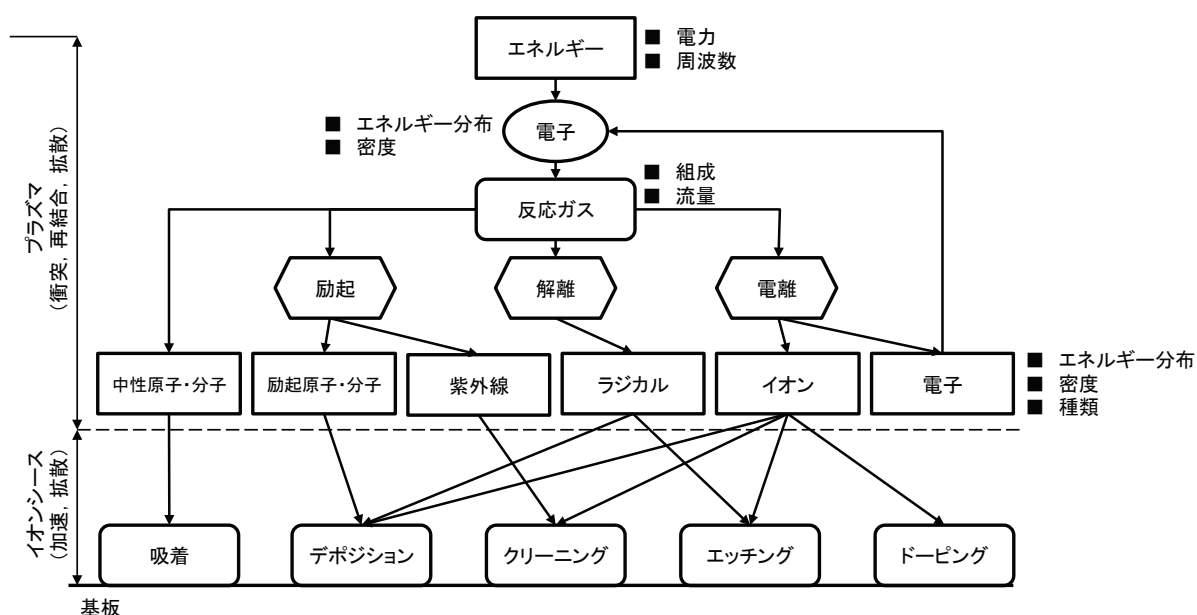 エネルギー
■ 電力
■ 周波数
電子
■ エネルギー分布
■ 密度
反応ガス
■ 組成
■ 流量
プラズマ
(衝突, 再結合, 拡散)
励起
解離
電離
中性原子・分子
励起原子・分子
紫外線
ラジカル
イオン
電子
■ エネルギー分布
■ 密度
■ 種類
イオンシース
(加速, 拡散)
吸着
デポジション
クリーニング
エッチング
ドーピング
基板